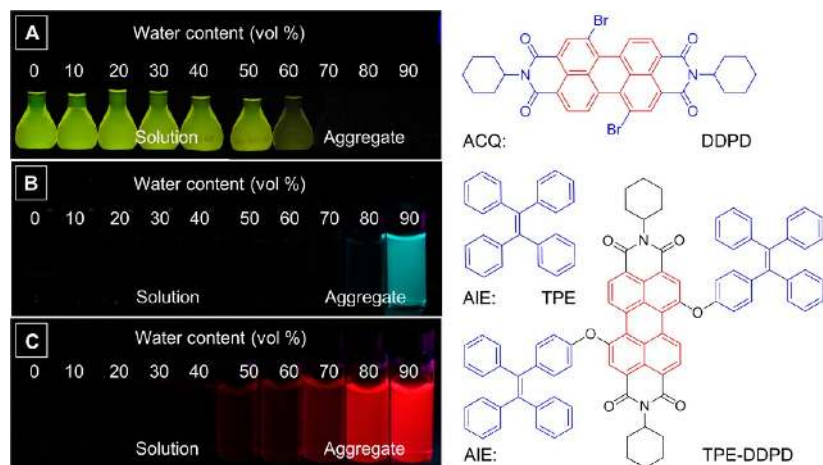 A
Water content (vol %)
0 10 20 30 40 50 60 70 80 90
Solution Aggregate
Br
O O
N N
O O
Br
ACQ: DDPD
B
Water content (vol %)
0 10 20 30 40 50 60 70 80 90
Solution Aggregate
AIE: TPE
O N O
O
O
O N O
AIE: TPE-DDPD
C
Water content (vol %)
0 10 20 30 40 50 60 70 80 90
Solution Aggregate